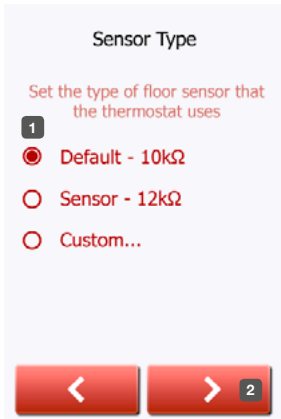 Sensor Type
Set the type of floor sensor that
the thermostat uses
1
Default - 10kΩ
Sensor - 12kΩ
Custom...
2